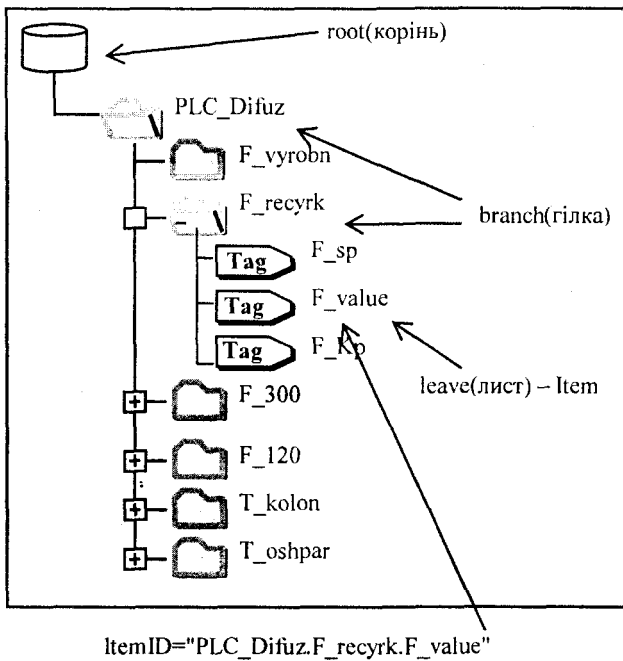 root(корінь)
PLC_Difuz
F_vyrobn
F_recyrk
branch(гілка)
Tag F_sp
Tag F_value
Tag F_Kp
leave(лист) – Item
F_300
F_120
T_kolon
T_oshpar
ItemID="PLC_Difuz.F_recyrk.F_value"